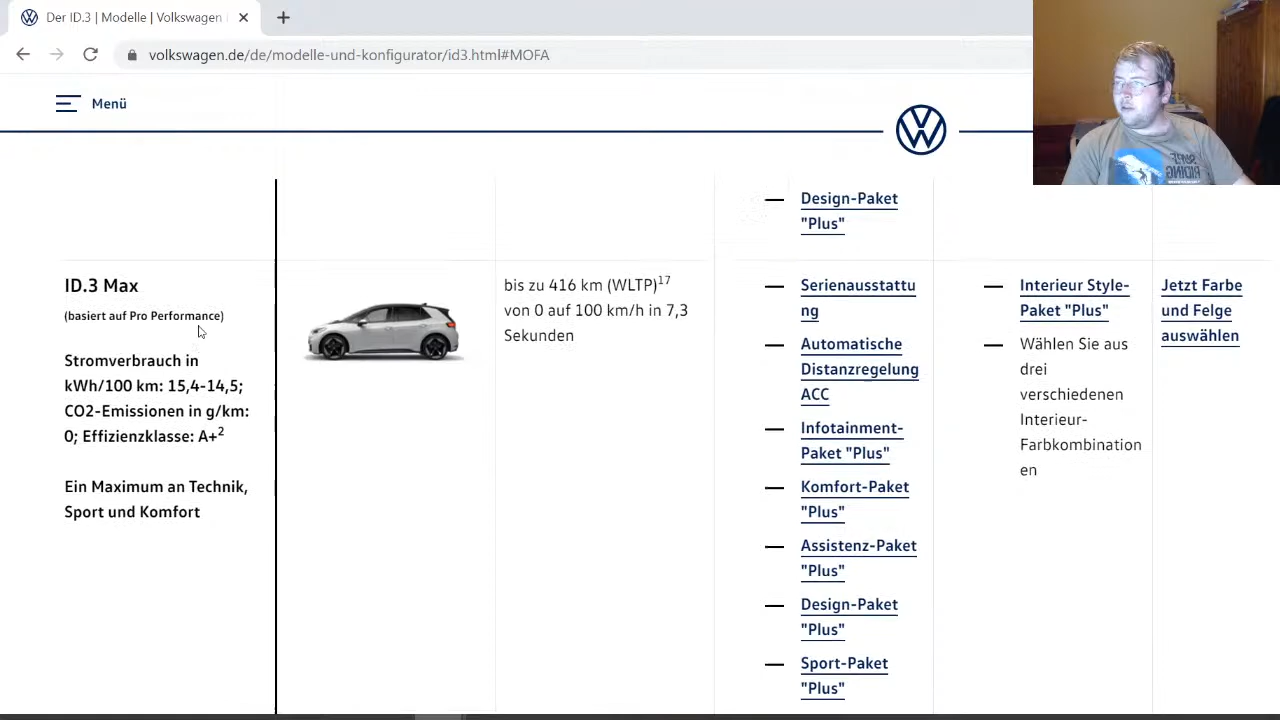 Der ID.3 | Modelle | Volkswagen
volkswagen.de/de/modelle-und-konfigurator/id3.html#MOFA
Menü
Design-Paket
"Plus"
ID.3 Max
(basiert auf Pro Performance)
Stromverbrauch in
kWh/100 km: 15,4-14,5;
CO2-Emissionen in g/km:
0; Effizienzklasse: A+2
Ein Maximum an Technik,
Sport und Komfort
bis zu 416 km (WLTP)17
von 0 auf 100 km/h in 7,3
Sekunden
— Serienausstattu
ng
— Automatische
Distanzregelung
ACC
— Infotainment-
Paket "Plus"
— Komfort-Paket
"Plus"
— Assistenz-Paket
"Plus"
— Design-Paket
"Plus"
— Sport-Paket
"Plus"
— Interieur Style-
Paket "Plus"
— Wählen Sie aus
drei
verschiedenen
Interieur-
Farbkombination
en
Jetzt Farbe
und Felge
auswählen